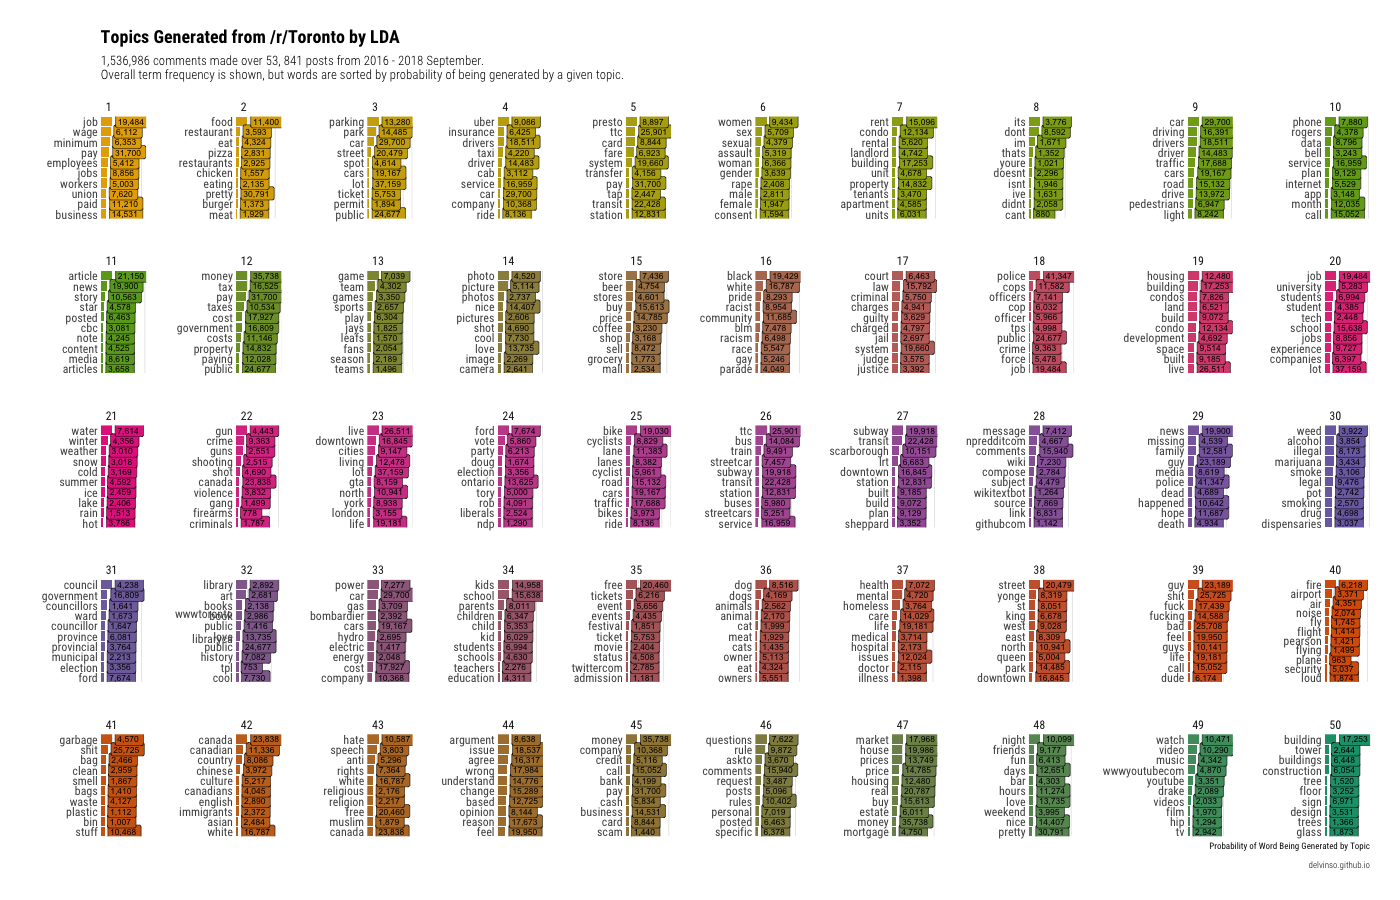 Topics Generated from /r/Toronto by LDA
1,536,986 comments made over 53, 841 posts from 2016 - 2018 September.
Overall term frequency is shown, but words are sorted by probability of being generated by a given topic.
1 2 3 4 5 6 7 8 9 10
job 19,484 food 11,400 parking 13,280 uber 9,086 presto 8,897 women 9,434 rent 15,096 its 3,776 car 29,700 phone 7,880
wage 6,112 restaurant 3,593 park 14,485 insurance 6,425 ttc 25,901 sex 5,709 condo 12,134 dont 8,592 driving 16,391 rogers 4,378
minimum 6,353 eat 4,324 car 29,700 drivers 18,511 card 8,844 sexual 4,379 rental 5,620 im 1,671 drivers 18,511 data 8,796
pay 31,700 pizza 2,831 street 20,479 taxi 4,220 fare 6,923 assault 5,319 landlord 4,742 thats 1,352 driver 14,483 bell 3,243
employees 5,412 restaurants 2,925 spot 4,614 driver 14,483 system 19,660 woman 6,366 building 17,253 youre 1,021 traffic 17,688 service 16,959
jobs 8,856 chicken 1,557 cars 19,167 cab 3,112 transfer 4,156 gender 3,639 unit 4,678 doesnt 2,296 cars 19,167 plan 9,129
workers 5,003 eating 2,135 lot 37,159 service 16,959 pay 31,700 rape 2,408 property 14,832 isnt 1,946 road 15,132 internet 5,529
union 7,620 pretty 30,791 ticket 5,753 car 29,700 tap 2,447 male 2,811 tenants 3,470 ive 1,631 drive 13,972 app 3,148
paid 11,210 burger 1,373 permit 1,894 company 10,368 transit 22,428 female 1,947 apartment 4,585 didnt 2,058 pedestrians 6,947 month 12,035
business 14,531 meat 1,929 public 24,677 ride 8,136 station 12,831 consent 1,594 units 6,031 cant 880 light 8,242 call 15,052
11 12 13 14 15 16 17 18 19 20
article 21,150 money 35,738 game 7,039 photo 4,520 store 7,436 black 19,429 court 6,463 police 41,347 housing 12,480 job 19,484
news 19,900 tax 16,525 team 4,302 picture 5,114 beer 4,754 white 16,787 law 15,792 cops 11,582 building 17,253 university 5,283
story 10,563 pay 31,700 games 3,350 photos 2,737 stores 4,601 pride 8,293 criminal 5,750 officers 7,141 condos 7,826 students 6,994
star 4,578 taxes 10,534 sports 2,657 nice 14,407 buy 15,613 racist 8,954 charges 4,941 cop 6,032 land 6,521 student 4,385
posted 6,463 cost 17,927 play 6,304 pictures 2,606 price 14,785 community 11,685 guilty 3,629 officer 5,966 build 9,072 tech 2,448
cbc 3,081 government 16,809 jays 1,825 shot 4,690 coffee 3,230 blm 7,478 charged 4,797 tps 4,998 condo 12,134 school 15,638
note 4,245 costs 11,146 leafs 1,570 cool 7,730 shop 3,168 racism 6,498 jail 2,697 public 24,677 development 4,692 jobs 8,856
content 4,525 property 14,832 fans 2,054 love 13,735 sell 8,472 race 5,547 system 19,660 crime 9,363 space 9,514 experience 9,727
media 8,619 paying 12,028 season 2,189 image 2,269 grocery 1,773 gay 5,246 judge 3,575 force 5,478 built 9,185 companies 6,397
articles 3,658 public 24,677 teams 1,496 camera 2,641 mall 2,534 parade 4,049 justice 3,392 job 19,484 live 26,511 lot 37,159
21 22 23 24 25 26 27 28 29 30
water 7,614 gun 4,443 live 26,511 ford 7,674 bike 19,030 ttc 25,901 subway 19,918 message 7,412 news 19,900 weed 3,922
winter 4,356 crime 9,363 downtown 16,845 vote 5,860 cyclists 8,829 bus 14,084 transit 22,428 npredditcom 4,667 missing 4,539 alcohol 3,854
weather 3,010 guns 2,551 cities 9,147 party 6,213 lane 11,383 train 9,491 scarborough 10,151 comments 15,940 family 12,581 illegal 8,173
snow 3,018 shooting 2,515 living 12,478 doug 1,674 lanes 8,382 streetcar 7,457 lrt 6,683 wiki 7,230 guy 23,189 marijuana 3,434
cold 3,169 shot 4,690 lot 37,159 election 3,356 cyclist 5,961 subway 19,918 downtown 16,845 compose 2,784 media 8,619 smoke 3,106
summer 4,592 canada 23,838 gta 8,159 ontario 13,625 road 15,132 transit 22,428 station 12,831 subject 4,479 police 41,347 legal 9,476
ice 2,459 violence 3,832 north 10,941 tory 5,000 cars 19,167 station 12,831 built 9,185 wikitextbot 1,264 dead 4,689 pot 2,742
lake 2,406 gang 1,499 york 8,938 rob 4,091 traffic 17,688 buses 5,980 build 9,072 source 7,869 happened 10,642 smoking 2,570
rain 1,513 firearms 778 london 3,155 liberals 2,524 bikes 3,973 streetcars 5,251 plan 9,129 link 6,831 hope 11,687 drug 4,698
hot 3,788 criminals 1,787 life 19,181 ndp 1,290 ride 8,136 service 16,959 sheppard 3,352 githubcom 1,142 death 4,934 dispensaries 3,037
31 32 33 34 35 36 37 38 39 40
council 4,238 library 2,892 power 7,277 kids 14,958 free 20,460 dog 8,516 health 7,072 street 20,479 guy 23,189 fire 6,218
government 16,809 art 2,681 car 29,700 school 15,638 tickets 6,216 dogs 4,169 mental 4,720 yonge 8,319 shit 25,725 airport 3,371
councillors 1,641 books 2,138 gas 3,709 parents 8,011 event 5,656 animals 2,562 homeless 3,764 st 8,051 fuck 17,439 air 4,351
ward 1,673 book 2,986 bombardier 2,392 children 6,347 events 4,435 animal 2,170 care 14,029 king 6,678 fucking 14,588 noise 2,074
councillor 1,647 public 1,416 cars 19,167 child 5,353 festival 1,851 cat 1,999 life 19,181 west 9,028 bad 25,708 fly 1,745
province 6,081 love 13,735 hydro 2,695 kid 6,029 ticket 5,753 meat 1,929 medical 3,714 east 8,309 feel 19,950 flight 1,414
provincial 3,764 public 24,677 electric 1,417 students 6,994 movie 2,404 cats 1,435 hospital 2,173 north 10,941 guys 10,141 pearson 1,421
municipal 2,213 history 7,082 energy 2,048 schools 4,630 status 4,508 owner 5,113 issues 12,024 queen 5,004 life 19,181 flying 1,499
election 3,356 tpl 753 cost 17,927 teachers 2,276 twittercom 2,785 eat 4,324 doctor 2,115 park 14,485 call 15,052 plane 963 security 5,037
ford 7,674 cool 7,730 company 10,368 education 4,311 admission 1,181 owners 5,551 illness 1,398 downtown 16,845 dude 6,174 loud 1,874
41 42 43 44 45 46 47 48 49 50
garbage 4,570 canada 23,838 hate 10,587 argument 8,638 money 35,738 questions 7,622 market 17,968 night 10,099 watch 10,471 building 17,253
shit 25,725 canadian 11,336 speech 3,803 issue 18,537 company 10,368 rule 9,872 house 19,986 friends 9,177 video 10,290 tower 2,644
bag 2,466 country 8,086 anti 5,296 agree 16,317 credit 5,116 askto 3,670 prices 13,749 fun 6,413 music 4,342 buildings 6,448
clean 2,959 chinese 3,972 rights 7,364 wrong 17,984 call 15,052 comments 15,940 price 14,785 days 12,651 wwwyoutubecom 4,870 construction 6,054
smell 1,867 culture 5,217 white 16,787 understand 14,776 bank 4,199 request 3,487 housing 12,480 bar 4,303 youtube 3,351 tree 1,520
bags 1,410 canadians 4,045 religious 2,176 change 15,289 pay 31,700 posts 5,096 real 20,787 hours 11,274 drake 2,089 floor 3,252
waste 4,127 english 2,890 religion 2,217 based 12,725 cash 5,834 rules 10,402 buy 15,613 love 13,735 videos 2,033 sign 6,971
plastic 1,112 immigrants 2,372 free 20,460 opinion 8,144 business 14,531 personal 7,019 estate 6,011 weekend 3,995 film 1,970 design 3,531
bin 1,007 asian 2,484 muslim 1,879 reason 17,673 card 8,844 posted 6,463 money 35,738 nice 14,407 hip 1,294 trees 1,366
stuff 10,468 white 16,787 canada 23,838 feel 19,950 scam 1,440 specific 6,378 mortgage 4,750 pretty 30,791 tv 2,942 glass 1,873
Probability of Word Being Generated by Topic
delvinso.github.io